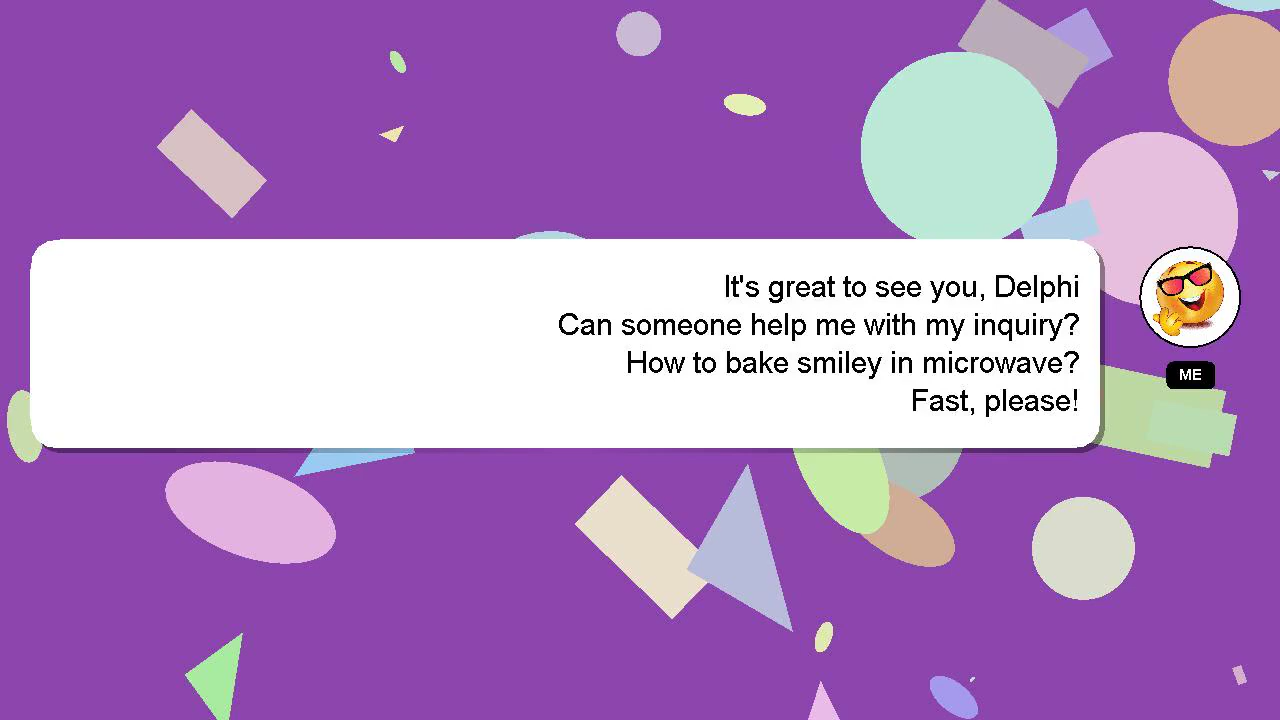 It's great to see you, Delphi
Can someone help me with my inquiry?
How to bake smiley in microwave?
Fast, please!
ME